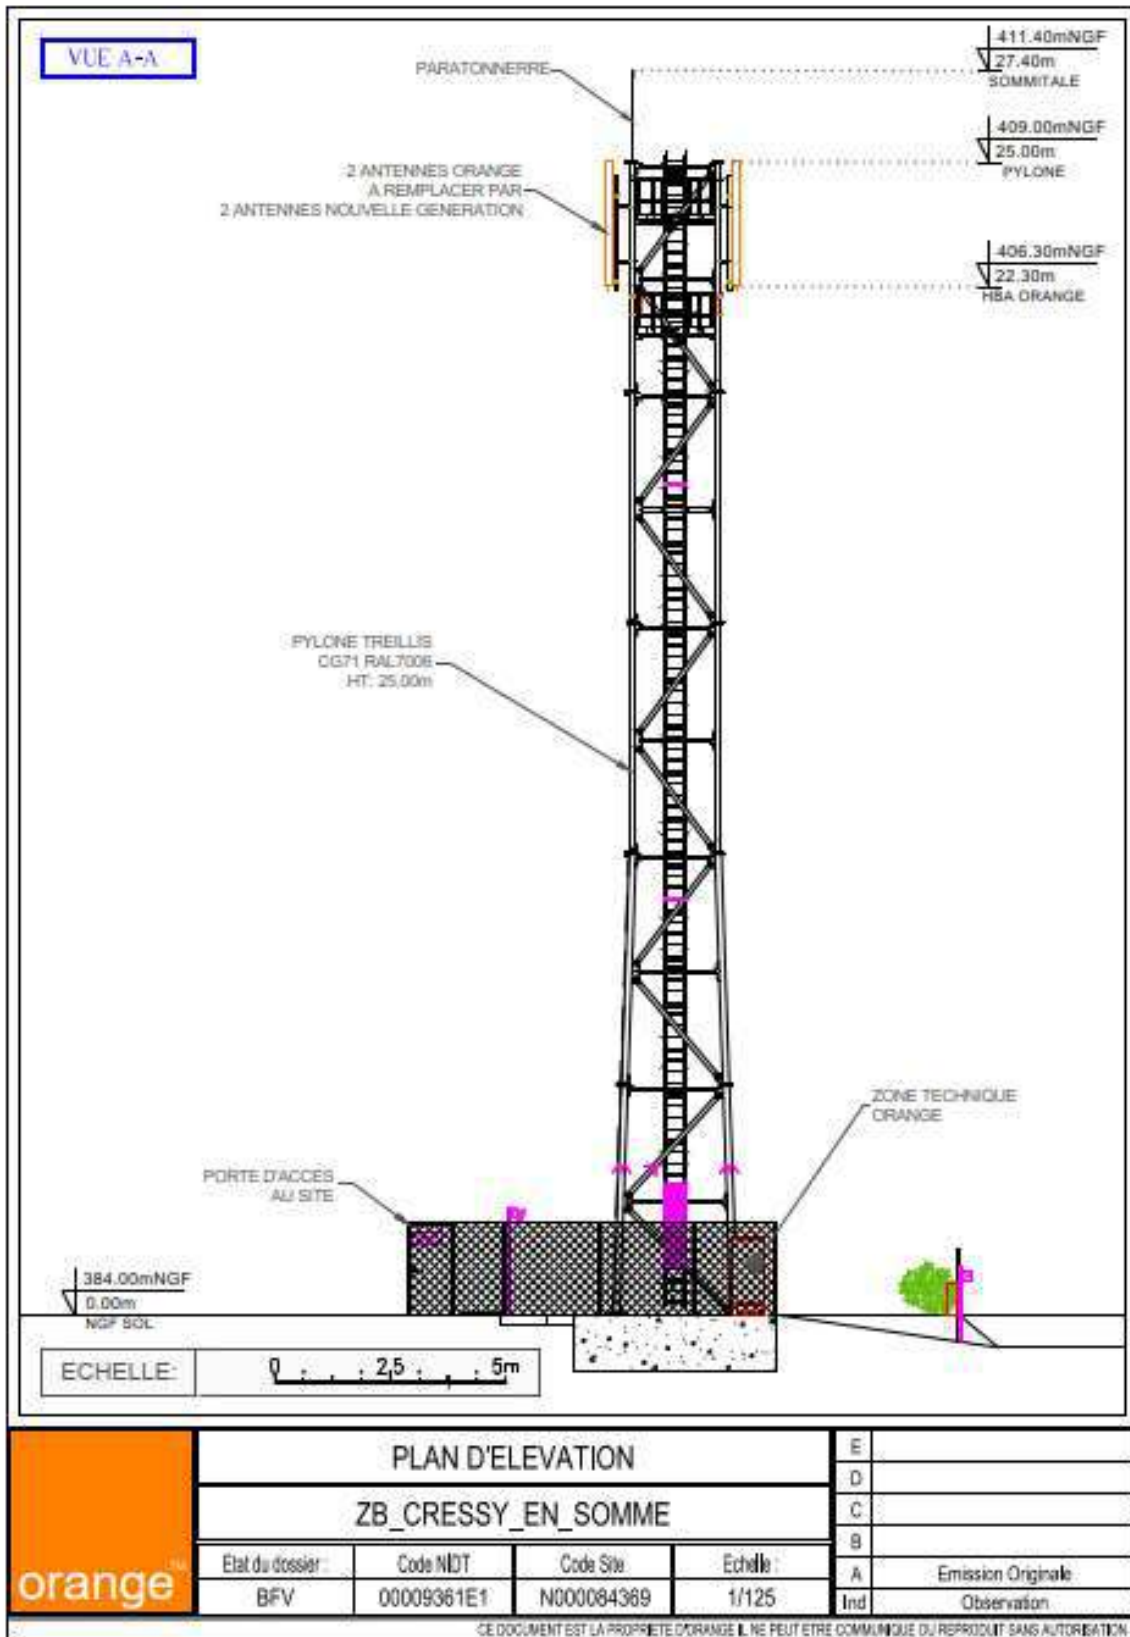 VUE A-A
PARATONNERRE
411.40mNGF
27.40m
SOMMITALE
409.00mNGF
25.00m
PYLONE
2 ANTENNES ORANGE
A REMPLACER PAR
2 ANTENNES NOUVELLE GENERATION
406.30mNGF
22.30m
HBA ORANGE
PYLONE TREILLIS
CG71 RAL7006
HT: 25,00m
ZONE TECHNIQUE
ORANGE
PORTE D'ACCES
AU SITE
384.00mNGF
0.00m
NGF SOL
ECHELLE: 0 2,5 5m
PLAN D'ELEVATION
ZB_CRESSY_EN_SOMME
Etat du dossier : Code NIDT Code Site Echelle :
BFV 00009361E1 N000084369 1/125
E
D
C
B
A Emission Originale
Ind Observation
orange™
CE DOCUMENT EST LA PROPRIETE D'ORANGE IL NE PEUT ETRE COMMUNIQUE OU REPRODUIT SANS AUTORISATION